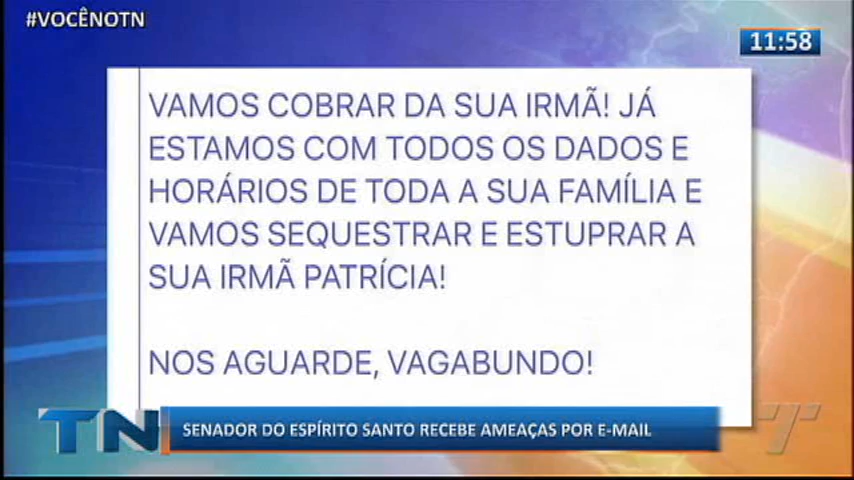 #VOCÊNOTN
11:58
VAMOS COBRAR DA SUA IRMÃ! JÁ
ESTAMOS COM TODOS OS DADOS E
HORÁRIOS DE TODA A SUA FAMÍLIA E
VAMOS SEQUESTRAR E ESTUPRAR A
SUA IRMÃ PATRÍCIA!
NOS AGUARDE, VAGABUNDO!
TN
SENADOR DO ESPÍRITO SANTO RECEBE AMEAÇAS POR E-MAIL